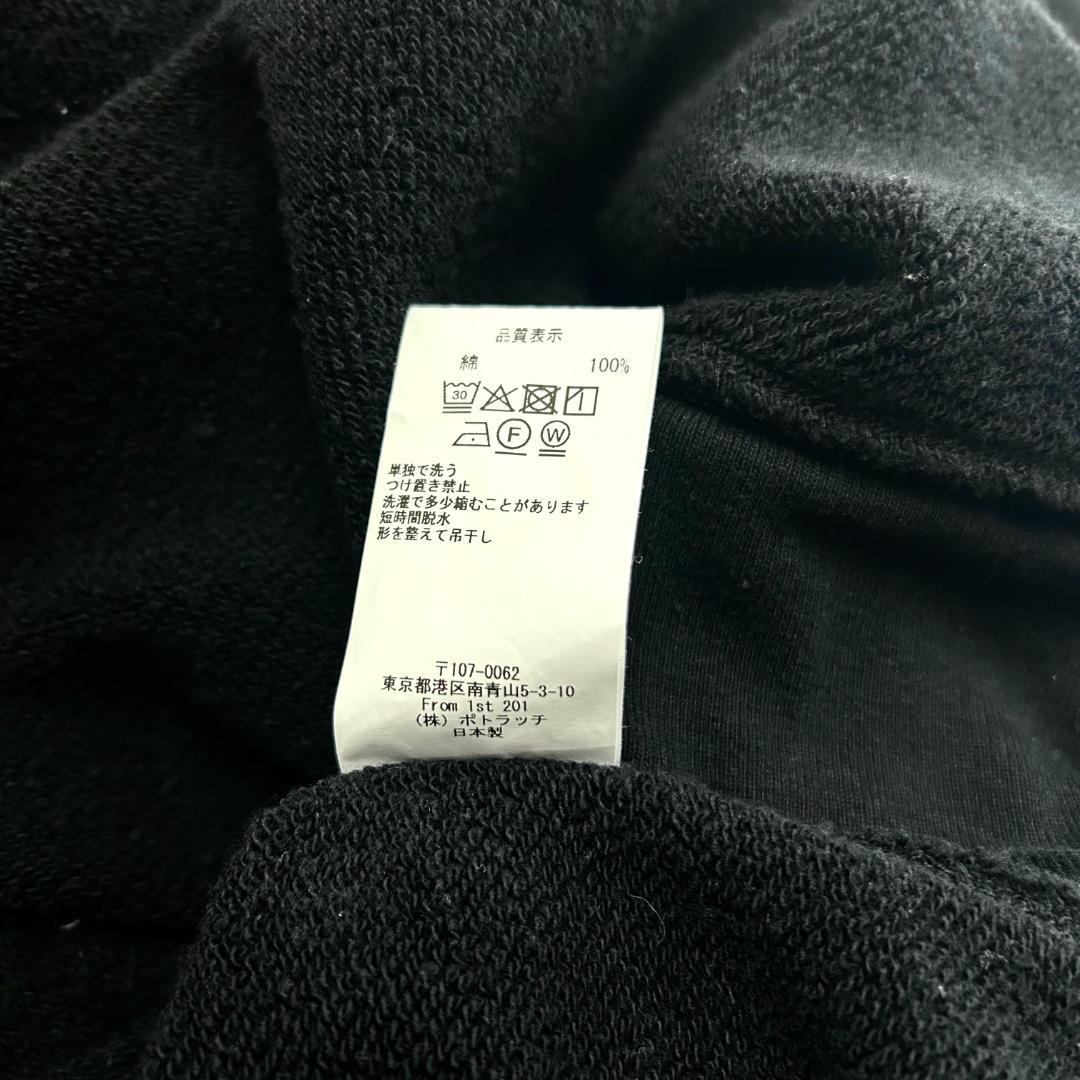 品質表示
綿 100%
30
F W
単独で洗う
つけ置き禁止
洗濯で多少縮むことがあります
短時間脱水
形を整えて吊干し
〒107-0062
東京都港区南青山5-3-10
From 1st 201
(株) ポトラッチ
日本製